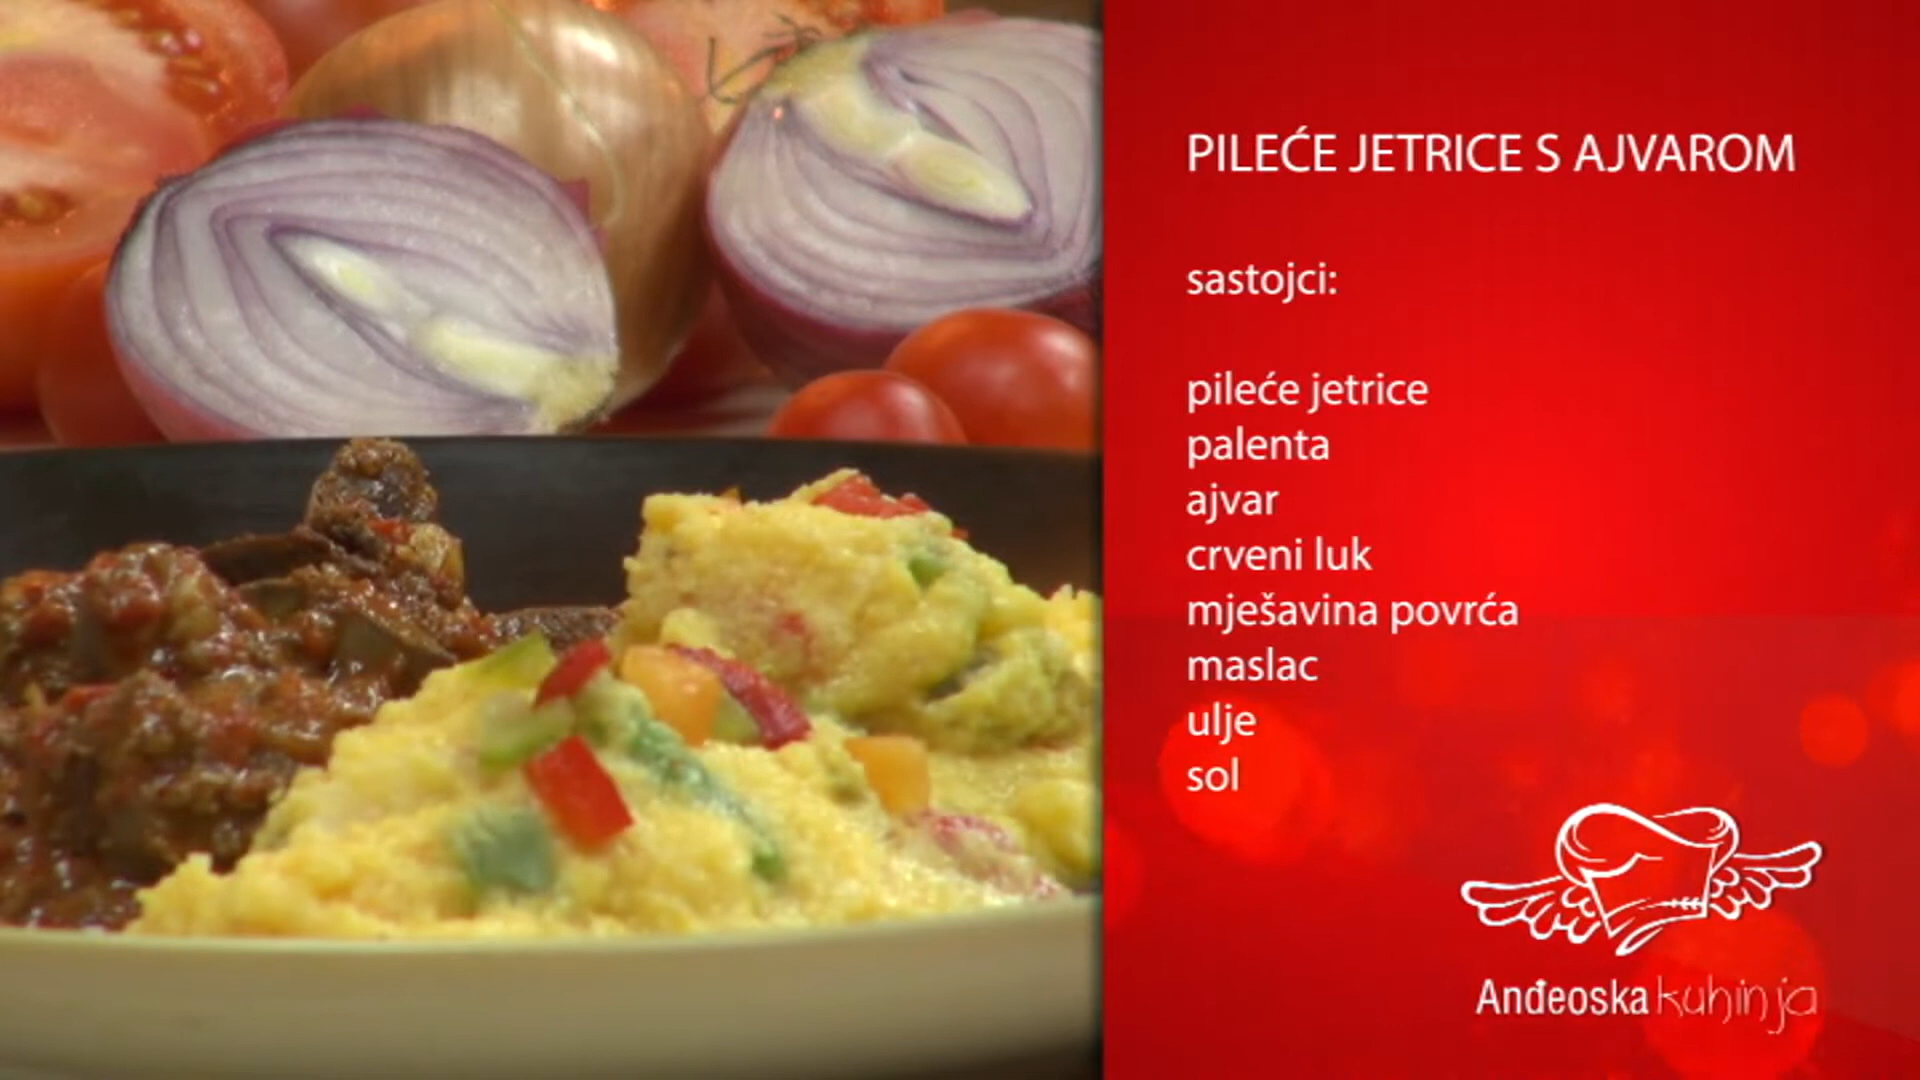 PILEĆE JETRICE S AJVAROM
sastojci:
pileće jetrice
palenta
ajvar
crveni luk
mješavina povrća
maslac
ulje
sol
Anđeoska kuhinja